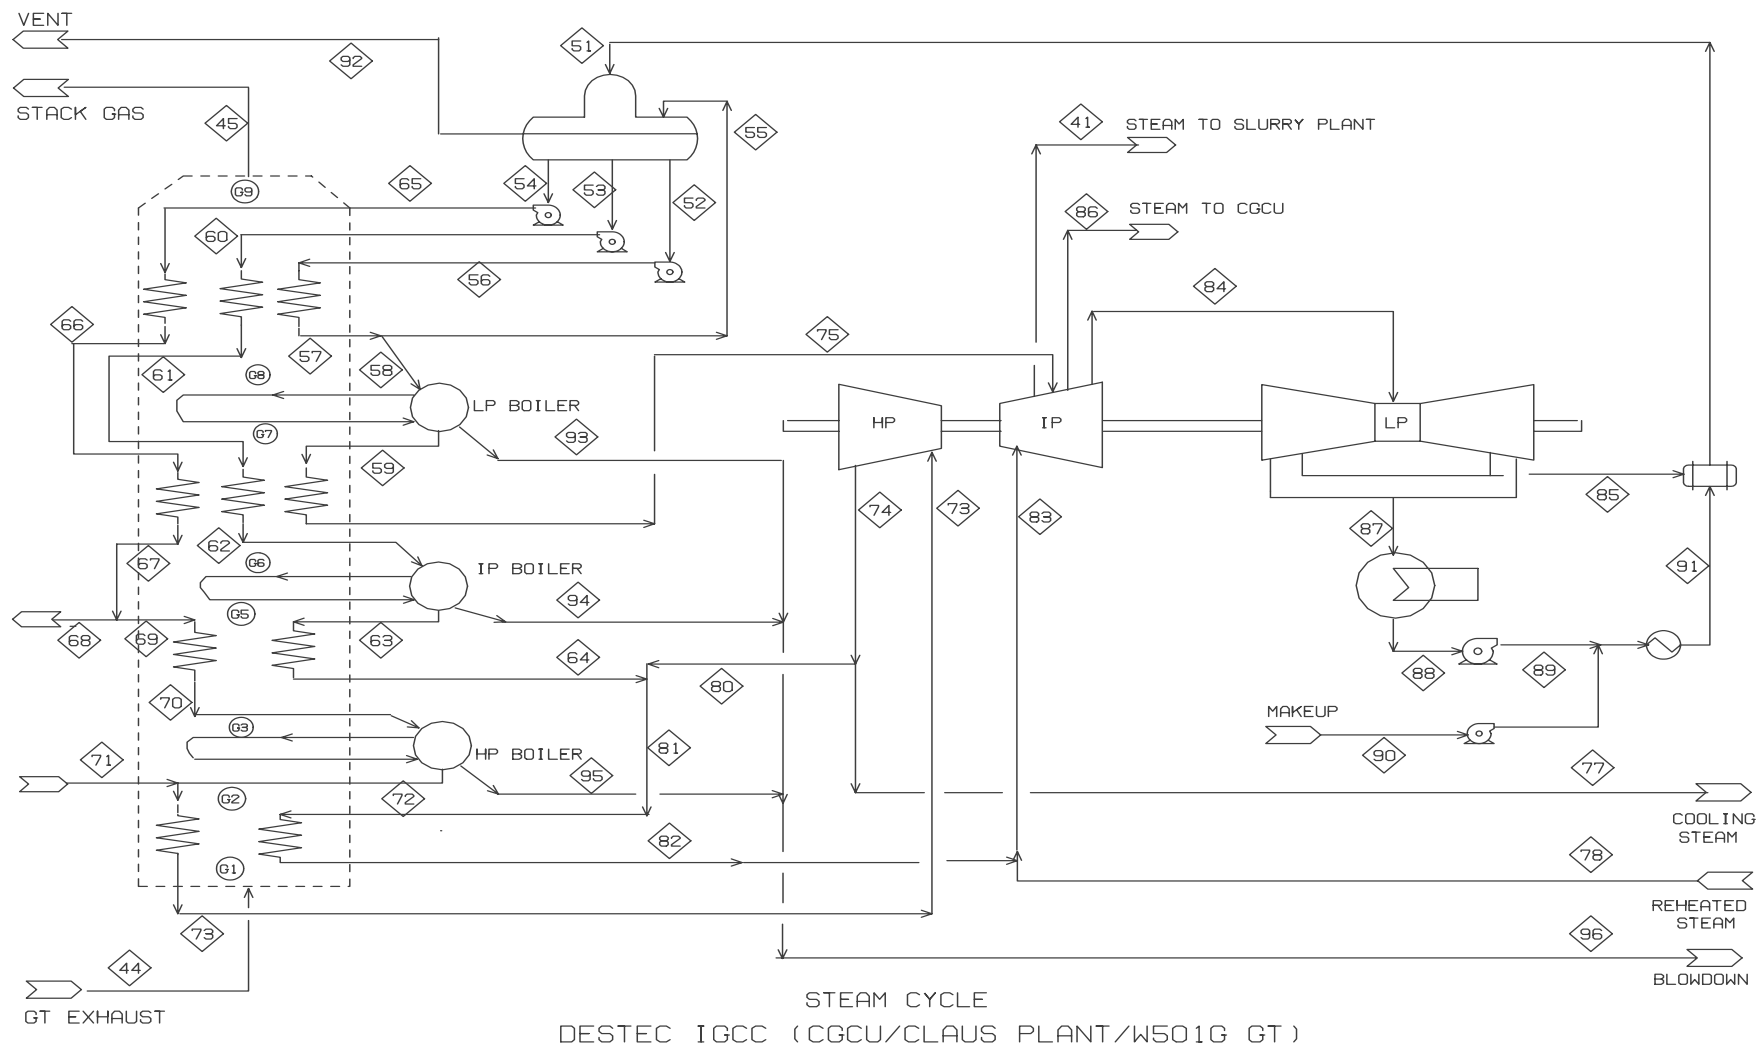 VENT
51
92
STACK GAS
45
41
STEAM TO SLURRY PLANT
55
G9
65
54
53
52
86
STEAM TO CGCU
60
56
84
66
75
57
61
G8
58
LP BOILER
HP
IP
LP
G7
93
59
85
74
73
83
87
67
62
G6
IP BOILER
91
94
G5
68
69
63
64
88
89
80
70
MAKEUP
G3
HP BOILER
81
90
71
95
77
72
G2
COOLING
STEAM
82
78
G1
REHEATED
STEAM
73
96
44
BLOWDOWN
GT EXHAUST
STEAM CYCLE
DESTEC IGCC (CGCU/CLAUS PLANT/W501G GT)